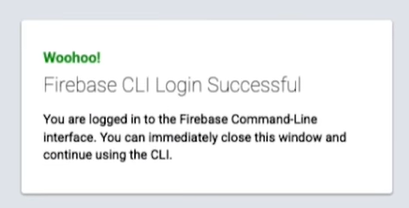 Woohoo!
Firebase CLI Login Successful
You are logged in to the Firebase Command-Line
interface. You can immediately close this window and
continue using the CLI.